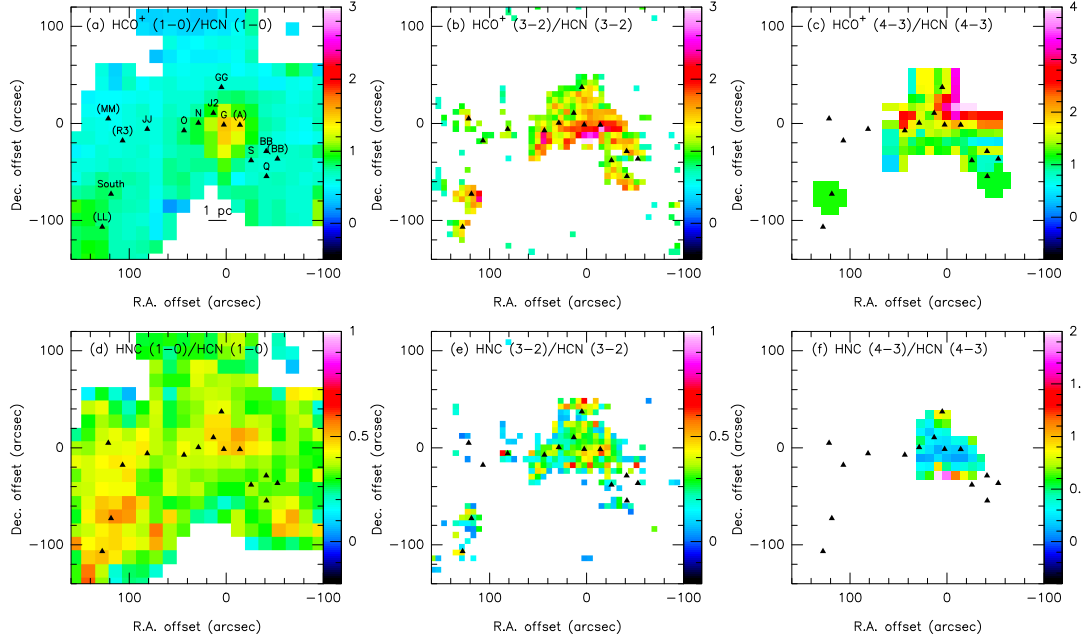 (a) HCO+ (1-0)/HCN (1-0)
(b) HCO+ (3-2)/HCN (3-2)
(c) HCO+ (4-3)/HCN (4-3)
Dec. offset (arcsec)
100
0
-100
GG
(MM)
J2
JJ
N
G
(A)
(R3)
O
BB
S
(BB)
Q
South
(LL)
1 pc
3
2
1
0
100
0
-100
R.A. offset (arcsec)
Dec. offset (arcsec)
100
0
-100
3
2
1
0
100
0
-100
R.A. offset (arcsec)
Dec. offset (arcsec)
100
0
-100
4
3
2
1
0
100
0
-100
R.A. offset (arcsec)
(d) HNC (1-0)/HCN (1-0)
(e) HNC (3-2)/HCN (3-2)
(f) HNC (4-3)/HCN (4-3)
Dec. offset (arcsec)
100
0
-100
1
0.5
0
100
0
-100
R.A. offset (arcsec)
Dec. offset (arcsec)
100
0
-100
1
0.5
0
100
0
-100
R.A. offset (arcsec)
Dec. offset (arcsec)
100
0
-100
2
1.
1
0.
0
100
0
-100
R.A. offset (arcsec)